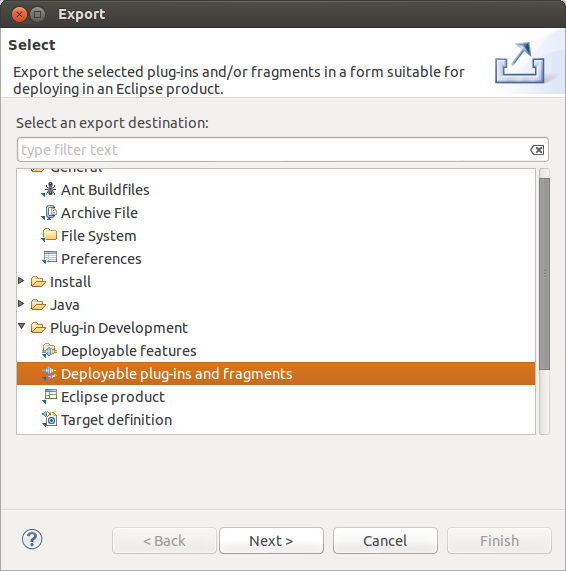 Export
Select
Export the selected plug-ins and/or fragments in a form suitable for
deploying in an Eclipse product.
Select an export destination:
type filter text
General
Ant Buildfiles
Archive File
File System
Preferences
Install
Java
Plug-in Development
Deployable features
Deployable plug-ins and fragments
Eclipse product
Target definition
? < Back Next > Cancel Finish